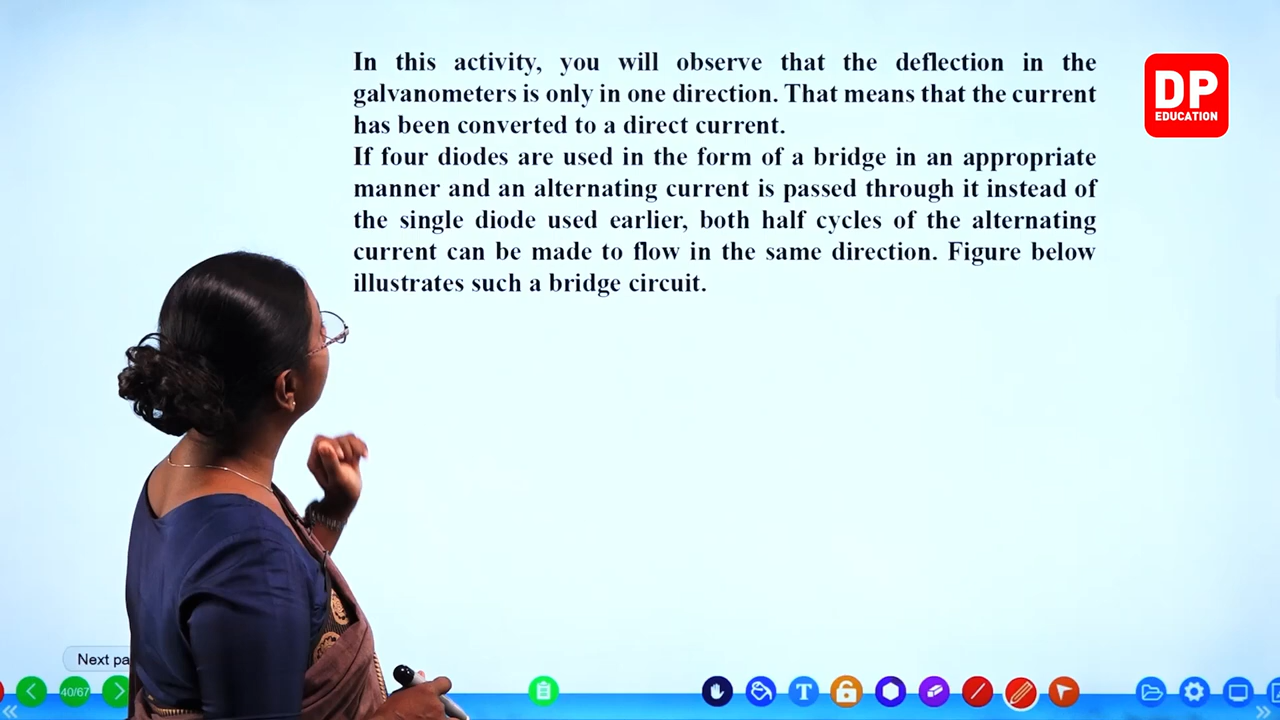 In this activity, you will observe that the deflection in the
galvanometers is only in one direction. That means that the current
has been converted to a direct current.
If four diodes are used in the form of a bridge in an appropriate
manner and an alternating current is passed through it instead of
the single diode used earlier, both half cycles of the alternating
current can be made to flow in the same direction. Figure below
illustrates such a bridge circuit.
DP
EDUCATION
Next pa
40/67
T